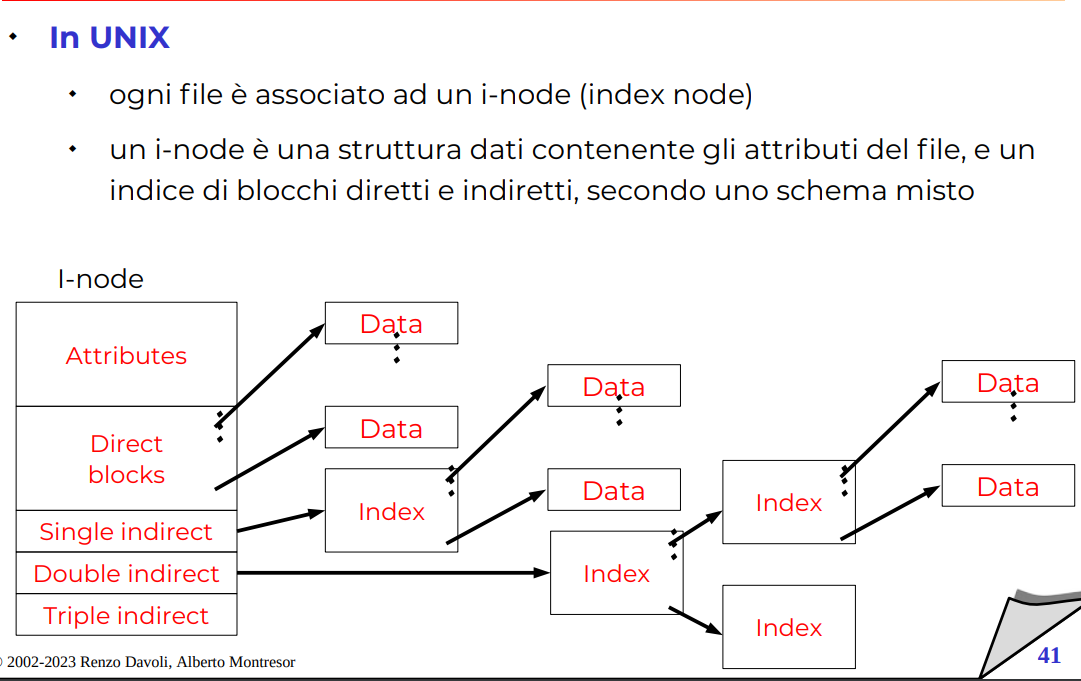 In UNIX
ogni file è associato ad un i-node (index node)
un i-node è una struttura dati contenente gli attributi del file, e un
indice di blocchi diretti e indiretti, secondo uno schema misto
I-node
Attributes
Direct
blocks
Single indirect
Double indirect
Triple indirect
Data
Data
Index
Data
Data
Index
Index
Index
Data
Data
2002-2023 Renzo Davoli, Alberto Montresor
41